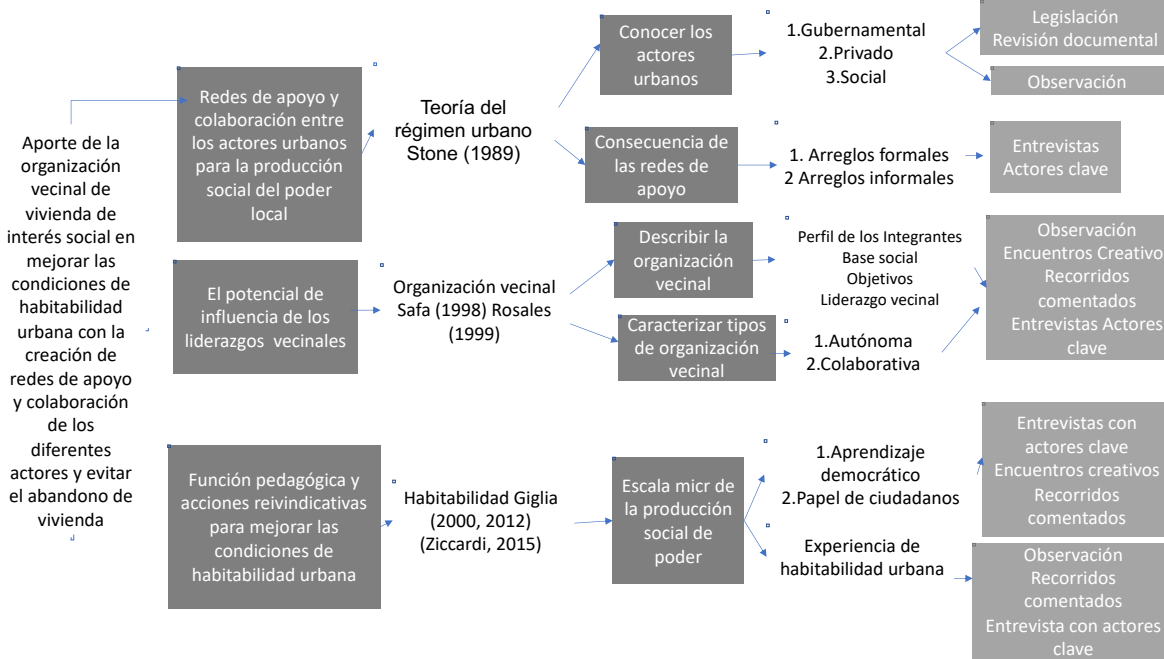 Aporte de la
organización
vecinal de
vivienda de
interés social en
mejorar las
condiciones de
habitabilidad
urbana con la
creación de
redes de apoyo
y colaboración
de los
diferentes
actores y evitar
el abandono de
vivienda
Redes de apoyo y
colaboración entre
los actores urbanos
para la producción
social del poder
local
Teoría del
régimen urbano
Stone (1989)
Conocer los
actores
urbanos
1.Gubernamental
2.Privado
3.Social
Legislación
Revisión documental
Observación
Consecuencia de
las redes de
apoyo
1. Arreglos formales
2 Arreglos informales
Entrevistas
Actores clave
El potencial de
influencia de los
liderazgos vecinales
Organización vecinal
Safa (1998) Rosales
(1999)
Describir la
organización
vecinal
Perfil de los Integrantes
Base social
Objetivos
Liderazgo vecinal
Caracterizar tipos
de organización
vecinal
1.Autónoma
2.Colaborativa
Observación
Encuentros Creativo
Recorridos
comentados
Entrevistas Actores
clave
Función pedagógica y
acciones reivindicativas
para mejorar las
condiciones de
habitabilidad urbana
Habitabilidad Giglia
(2000, 2012)
(Ziccardi, 2015)
Escala micr de
la producción
social de
poder
1.Aprendizaje
democrático
2.Papel de ciudadanos
Entrevistas con
actores clave
Encuentros creativos
Recorridos
comentados
Experiencia de
habitabilidad urbana
Observación
Recorridos
comentados
Entrevista con actores
clave